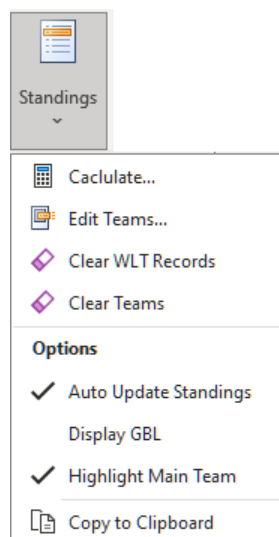 Standings
Caclulate...
Edit Teams...
Clear WLT Records
Clear Teams
Options
Auto Update Standings
Display GBL
Highlight Main Team
Copy to Clipboard